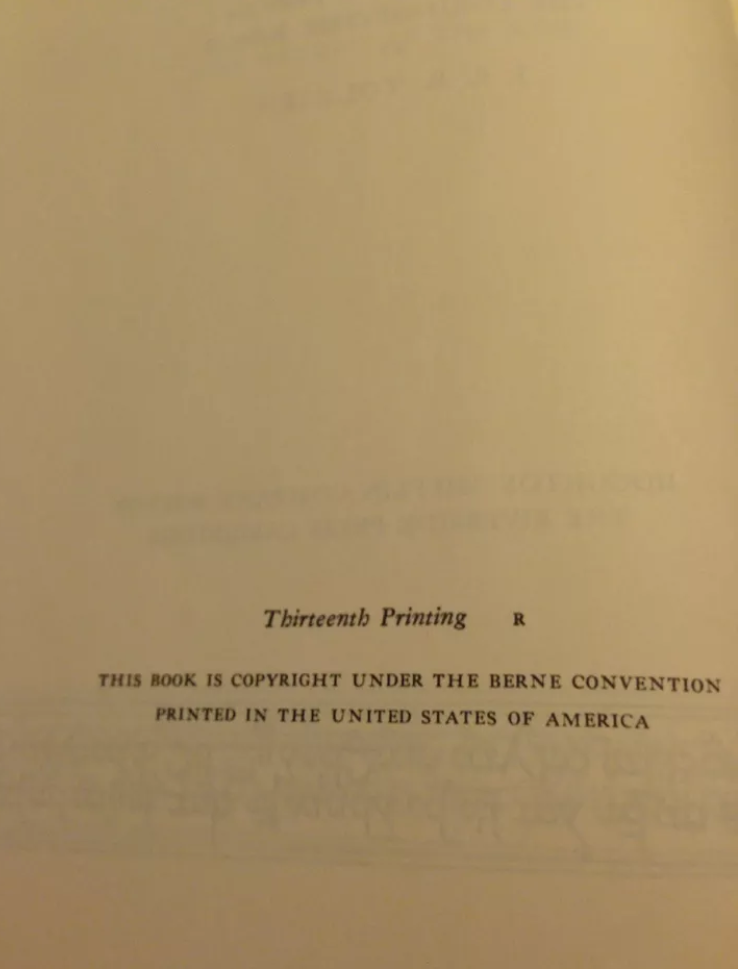 Thirteenth Printing R
THIS BOOK IS COPYRIGHT UNDER THE BERNE CONVENTION
PRINTED IN THE UNITED STATES OF AMERICA